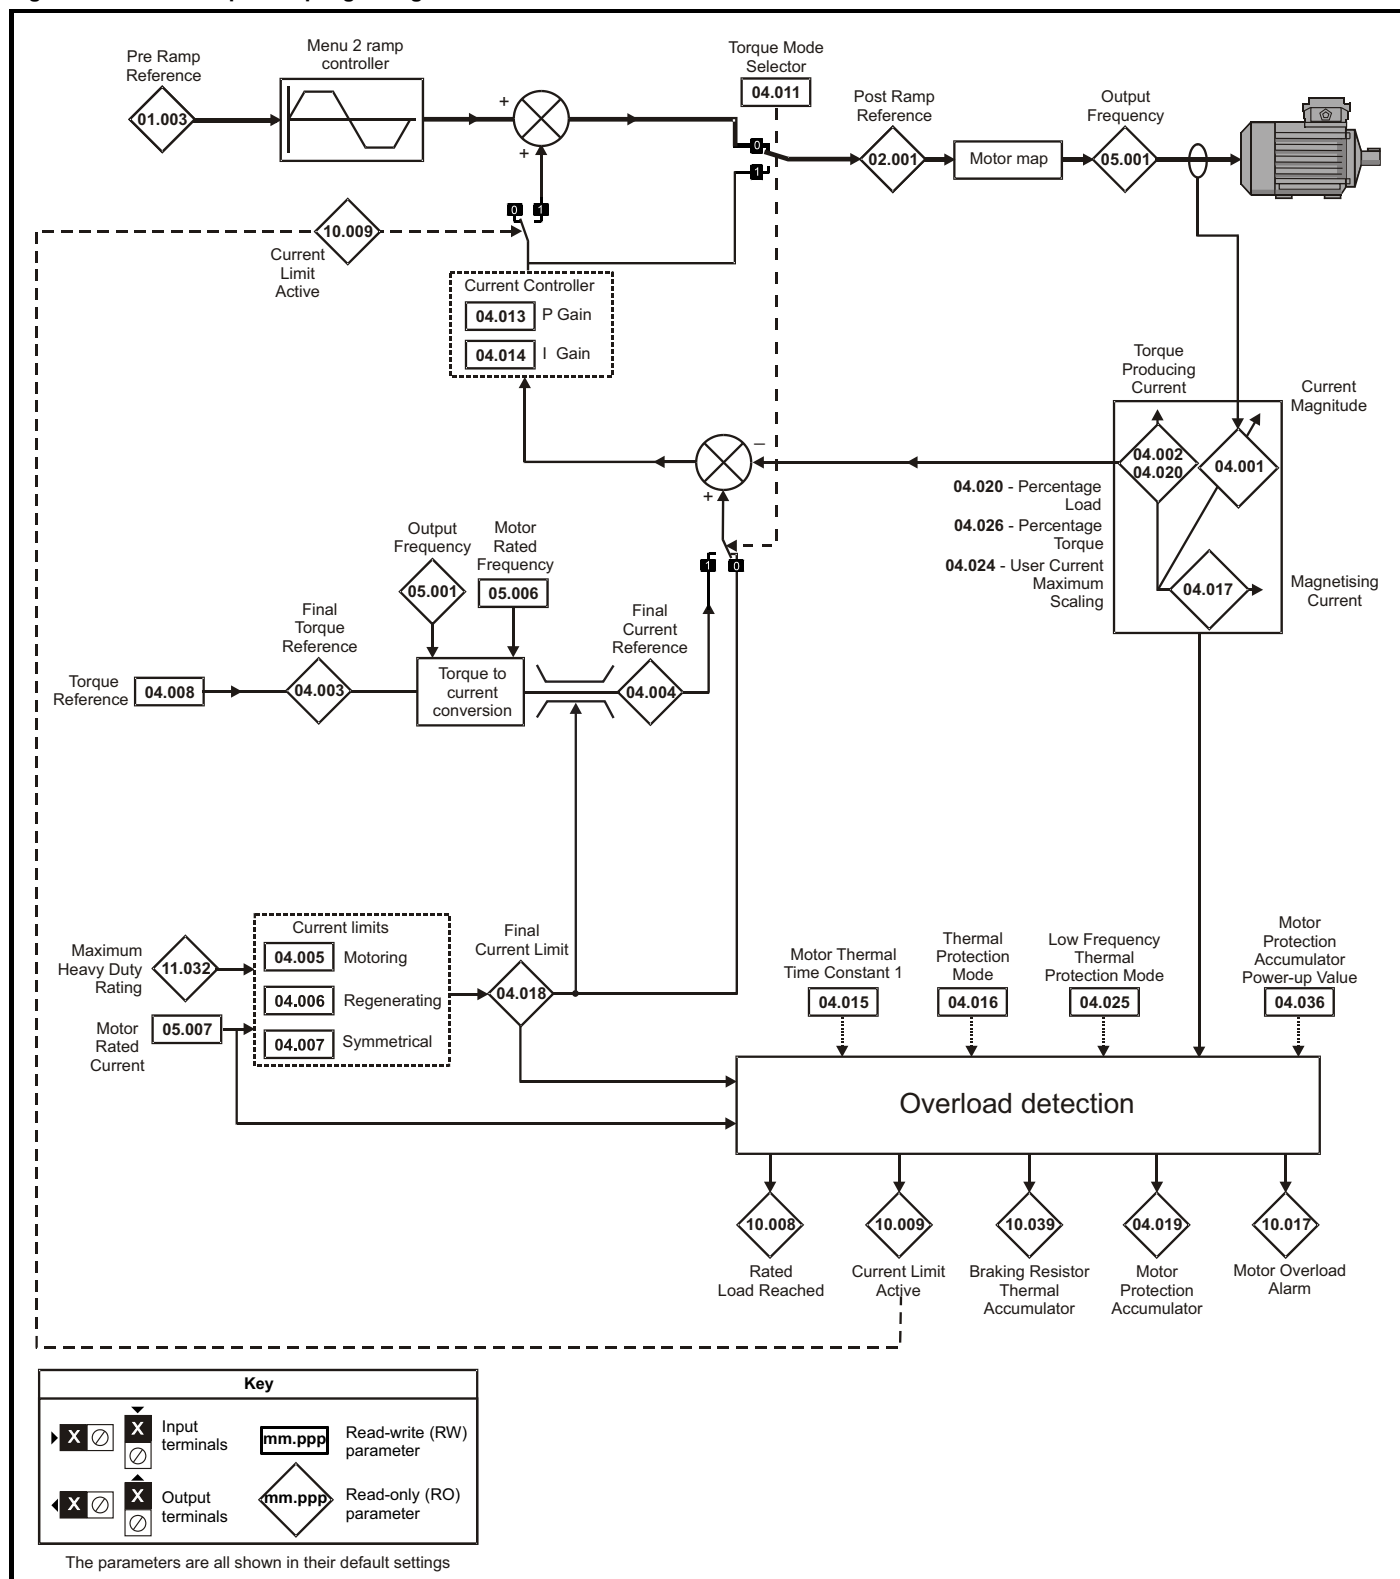 Pre Ramp
Reference
01.003
Menu 2 ramp
controller
+
+
Torque Mode
Selector
04.011
0
1
Post Ramp
Reference
02.001
Motor map
Output
Frequency
05.001
0
1
10.009
Current
Limit
Active
Current Controller
04.013 P Gain
04.014 I Gain
Torque
Producing
Current
Current
Magnitude
04.002
04.020
04.001
–
+
04.020 - Percentage
Load
04.026 - Percentage
Torque
04.024 - User Current
Maximum
Scaling
04.017
Magnetising
Current
1
0
Output
Frequency
05.001
Motor
Rated
Frequency
05.006
Final
Torque
Reference
Final
Current
Reference
Torque
Reference
04.008
04.003
Torque to
current
conversion
04.004
Maximum
Heavy Duty
Rating
11.032
Motor
Rated
Current
05.007
Current limits
04.005 Motoring
04.006 Regenerating
04.007 Symmetrical
Final
Current Limit
04.018
Motor Thermal
Time Constant 1
04.015
Thermal
Protection
Mode
04.016
Low Frequency
Thermal
Protection Mode
04.025
Motor
Protection
Accumulator
Power-up Value
04.036
Overload detection
10.008
Rated
Load Reached
10.009
Current Limit
Active
10.039
Braking Resistor
Thermal
Accumulator
04.019
Motor
Protection
Accumulator
10.017
Motor Overload
Alarm
Key
X
X
Input
terminals
mm.ppp
Read-write (RW)
parameter
X
X
Output
terminals
mm.ppp
Read-only (RO)
parameter
The parameters are all shown in their default settings